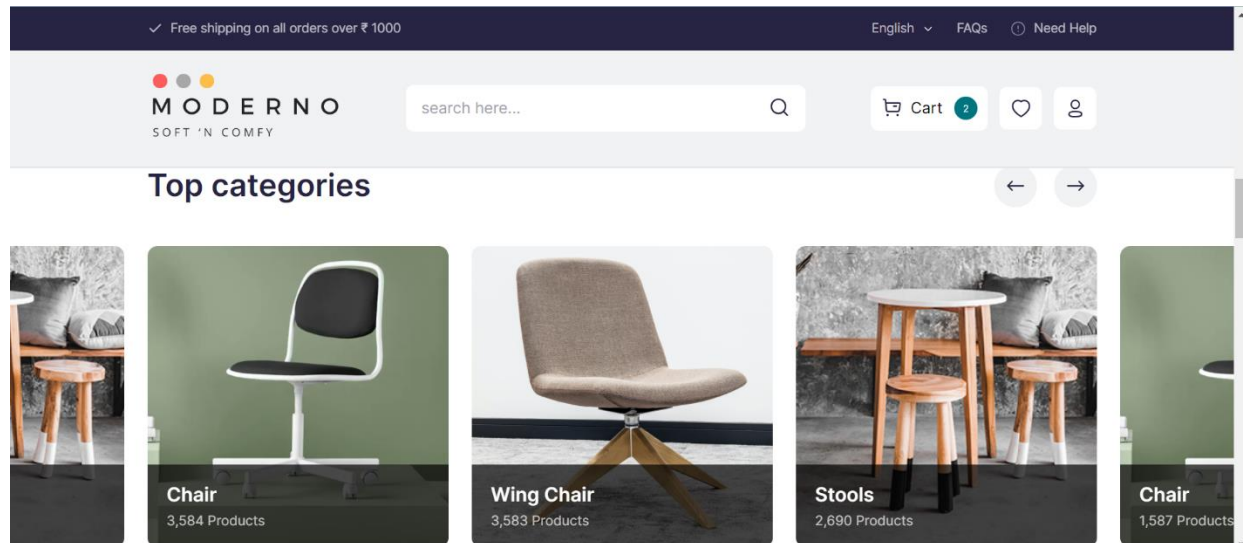 Free shipping on all orders over ₹ 1000
English FAQs Need Help
MODERNO
SOFT 'N COMFY
search here...
Cart 2
Top categories
Chair
3,584 Products
Wing Chair
3,583 Products
Stools
2,690 Products
Chair
1,587 Products